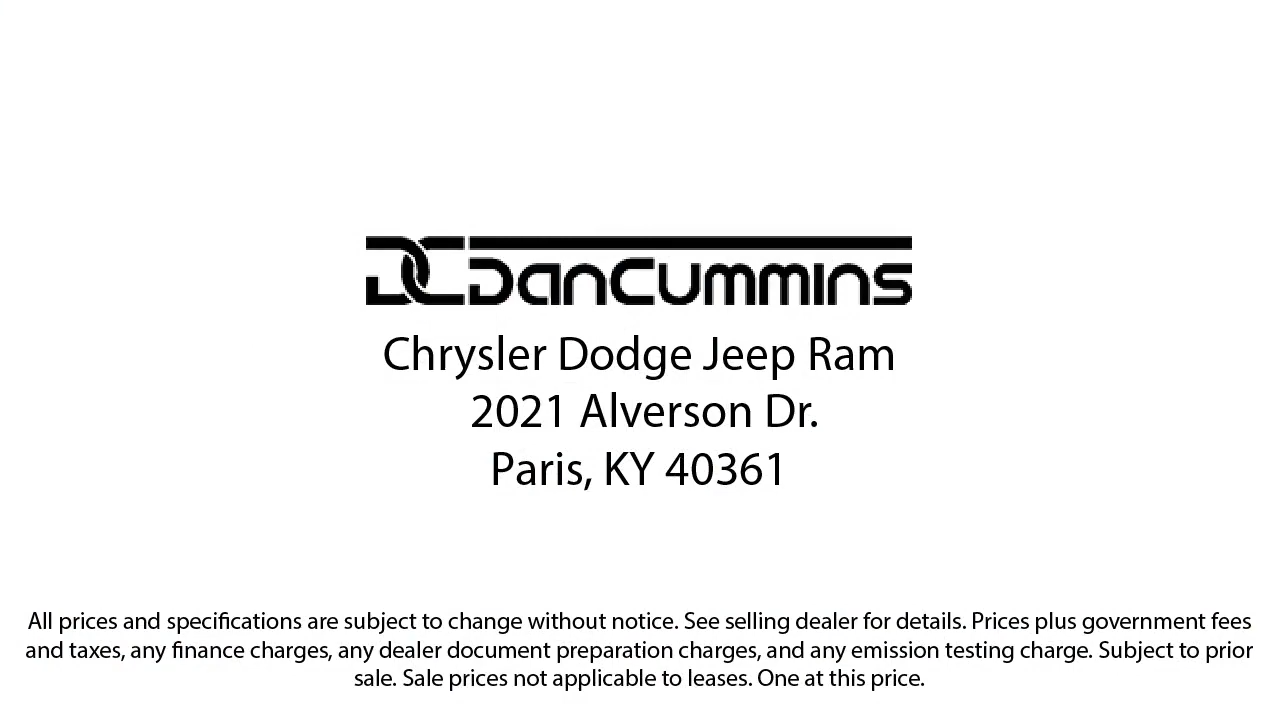 DC DanCummins
Chrysler Dodge Jeep Ram
2021 Alverson Dr.
Paris, KY 40361
All prices and specifications are subject to change without notice. See selling dealer for details. Prices plus government fees
and taxes, any finance charges, any dealer document preparation charges, and any emission testing charge. Subject to prior
sale. Sale prices not applicable to leases. One at this price.